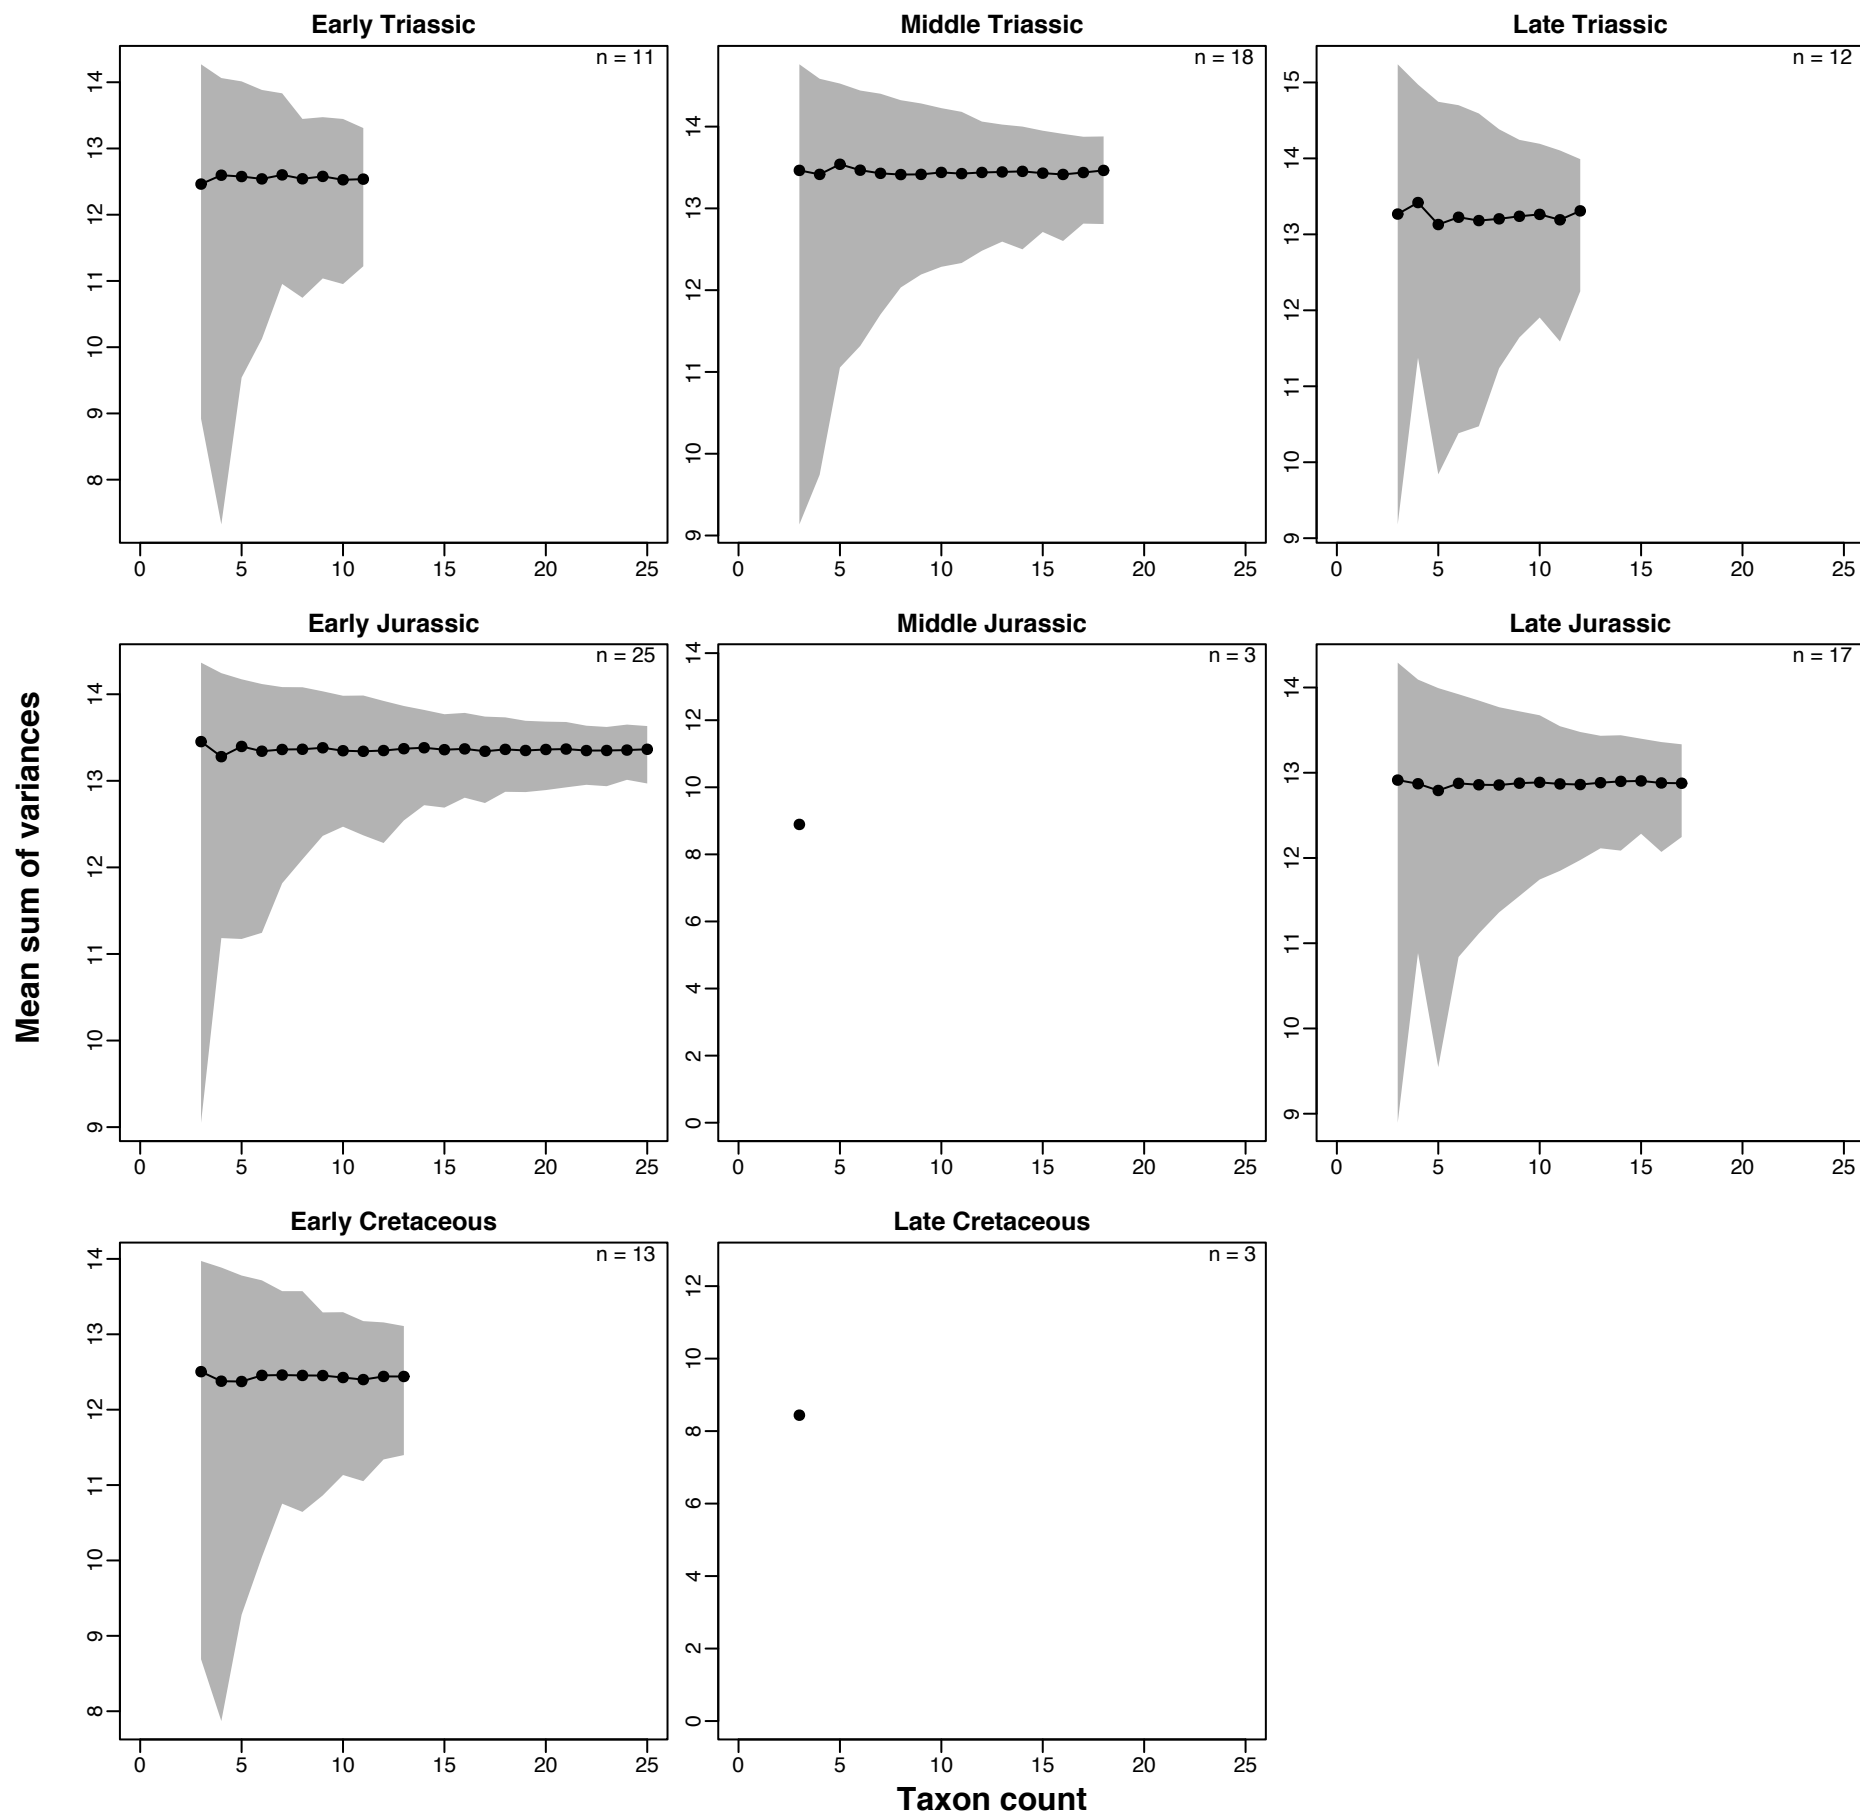 Early Triassic
n = 11
14
13
12
11
10
9
8
0 5 10 15 20 25
Middle Triassic
n = 18
14
13
12
11
10
9
0 5 10 15 20 25
Late Triassic
n = 12
15
14
13
12
11
10
9
0 5 10 15 20 25
Mean sum of variances
Early Jurassic
n = 25
14
13
12
11
10
9
0 5 10 15 20 25
Middle Jurassic
n = 3
14
12
10
8
6
4
2
0
0 5 10 15 20 25
Late Jurassic
n = 17
14
13
12
11
10
9
0 5 10 15 20 25
Early Cretaceous
n = 13
14
13
12
11
10
9
8
0 5 10 15 20 25
Late Cretaceous
n = 3
12
10
8
6
4
2
0
0 5 10 15 20 25
Taxon count